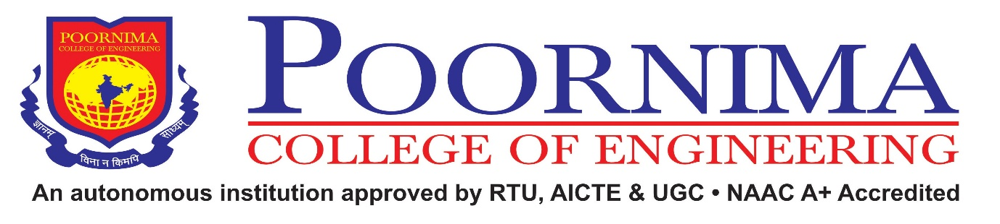 POORNIMA
COLLEGE OF ENGINEERING
ज्ञानम्
विना न किमपि
साध्यम्
POORNIMA
COLLEGE OF ENGINEERING
An autonomous institution approved by RTU, AICTE & UGC • NAAC A+ Accredited